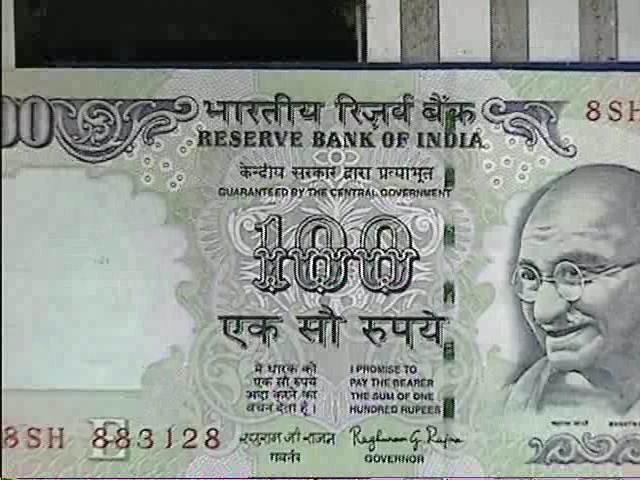 00
8SH
भारतीय रिज़र्व बैंक
RESERVE BANK OF INDIA
केन्द्रीय सरकार द्वारा प्रत्याभूत
GUARANTEED BY THE CENTRAL GOVERNMENT
100
एक सौ रुपये
मैं धारक को
एक सौ रुपये
अदा करने का
वचन देता हूँ।
I PROMISE TO
PAY THE BEARER
THE SUM OF ONE
HUNDRED RUPEES
8SH 883128
E
रघुराम जी राजन
गवर्नर
Raghuram G. Rajan
GOVERNOR